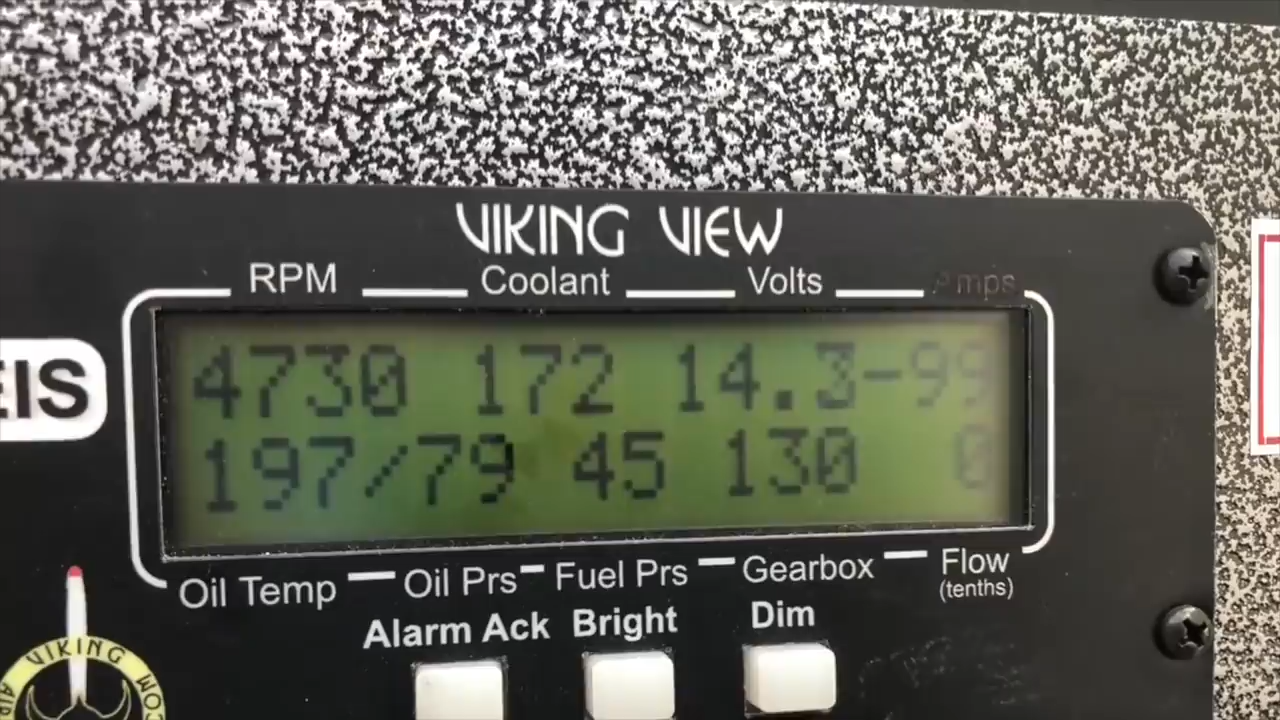 VIKING VIEW
RPM Coolant Volts Amps
EIS
4730 172 14.3-99
197/79 45 130 0
Oil Temp Oil Prs Fuel Prs Gearbox Flow
(tenths)
Alarm Ack Bright Dim
VIKING